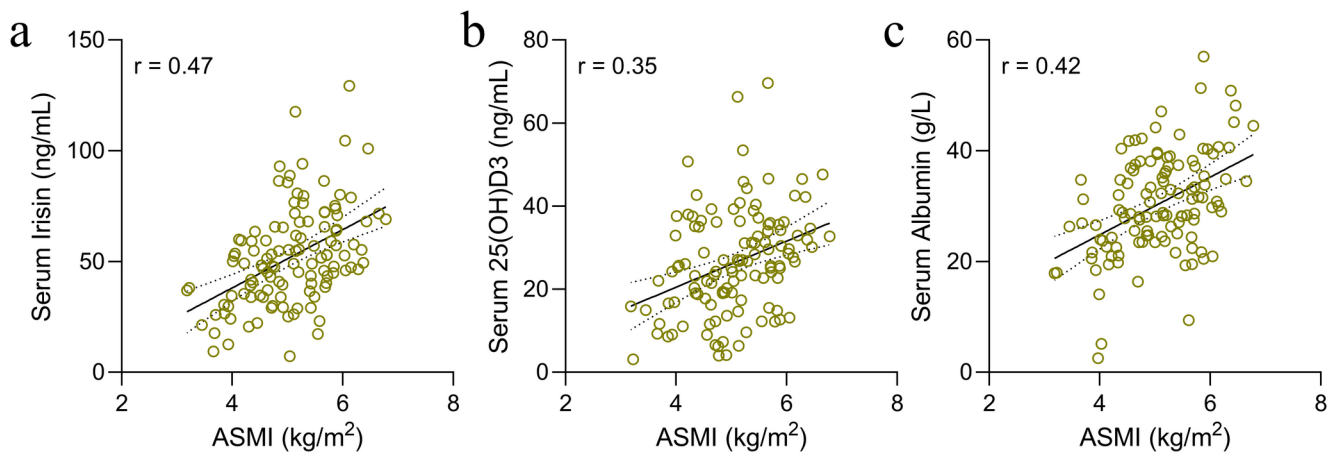 a
r = 0.47
Serum Irisin (ng/mL)
150
100
50
0
2 4 6 8
ASMI (kg/m²)
b
r = 0.35
Serum 25(OH)D3 (ng/mL)
80
60
40
20
0
2 4 6 8
ASMI (kg/m²)
c
r = 0.42
Serum Albumin (g/L)
60
40
20
0
2 4 6 8
ASMI (kg/m²)